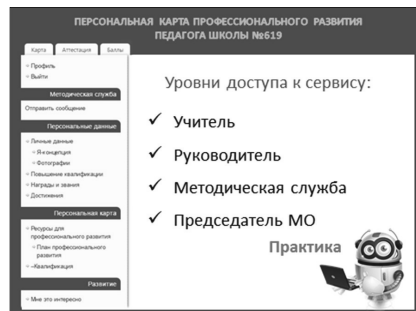 ПЕРСОНАЛЬНАЯ КАРТА ПРОФЕССИОНАЛЬНОГО РАЗВИТИЯ
ПЕДАГОГА ШКОЛЫ №619
Карта Аттестация Баллы
Профиль
Выйти
Методическая служба
Отправить сообщение
Персональные данные
Личные данные
Я-концепция
Фотографии
Повышение квалификации
Награды и звания
Достижения
Персональная карта
Ресурсы для
профессионального развития
План профессионального
развития
Квалификация
Развитие
Мне это интересно
Уровни доступа к сервису:
✓ Учитель
✓ Руководитель
✓ Методическая служба
✓ Председатель МО
Практика